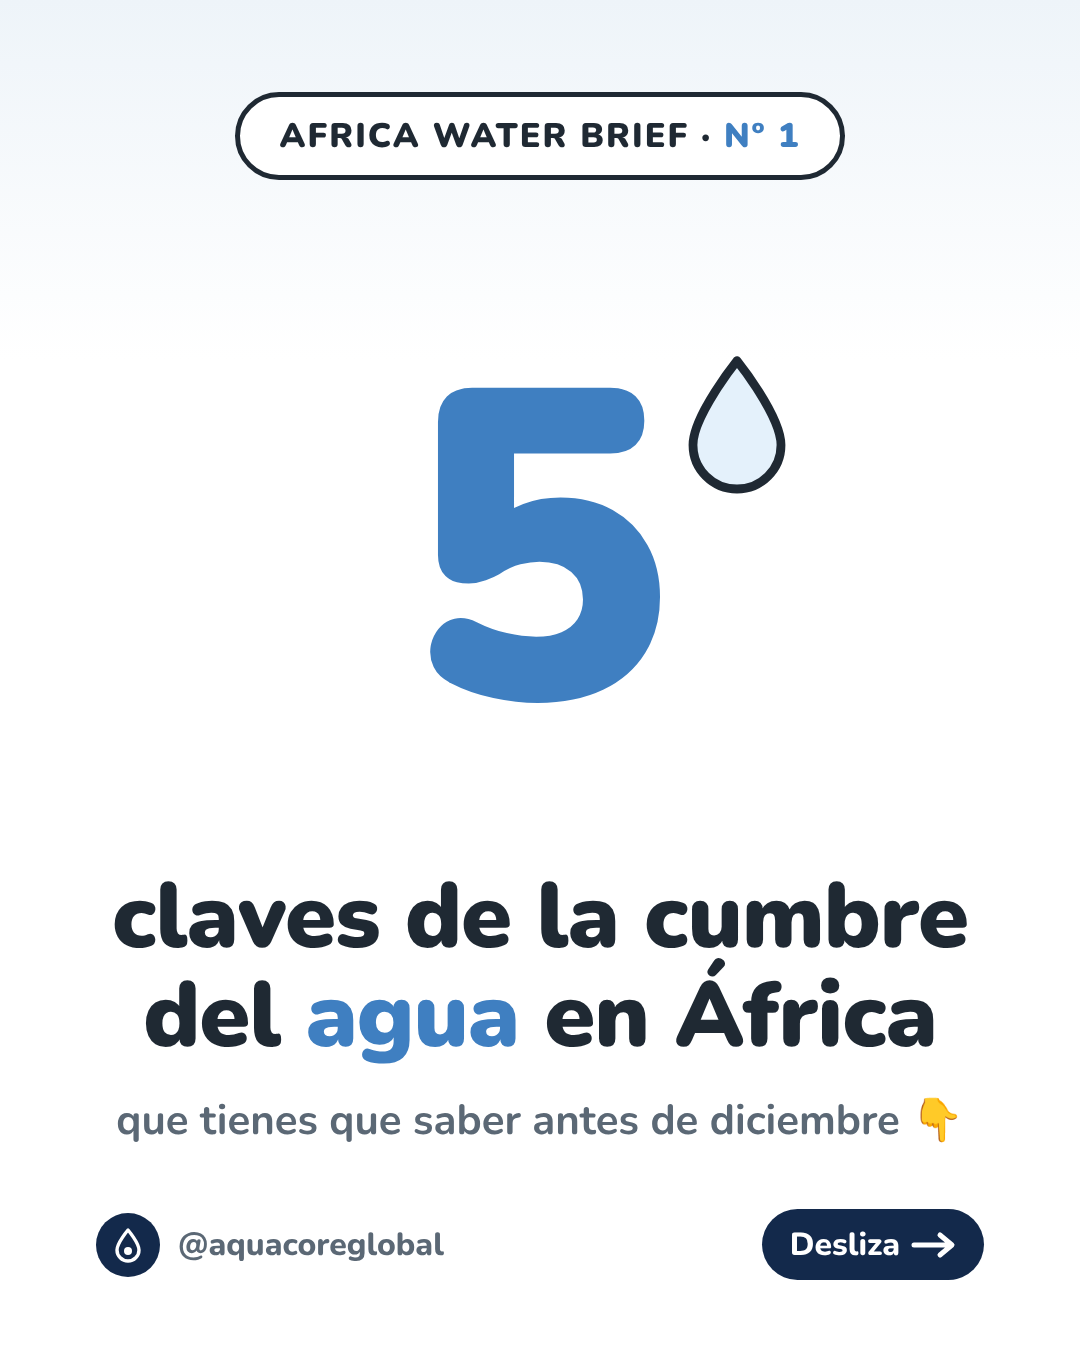 AFRICA WATER BRIEF · Nº 1
5
claves de la cumbre
del agua en África
que tienes que saber antes de diciembre 👇
@aquacoreglobal
Desliza →